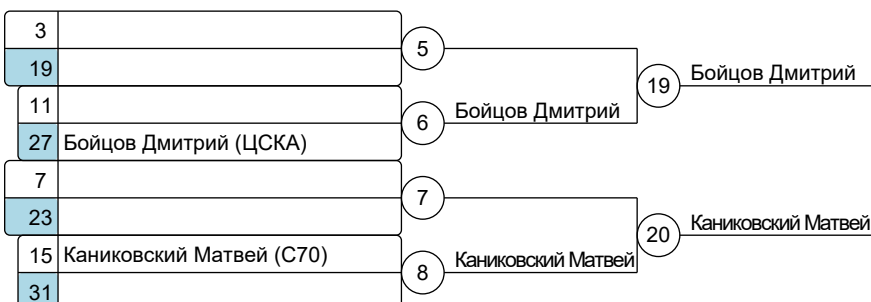 3
5
19
19 Бойцов Дмитрий
11
6 Бойцов Дмитрий
27 Бойцов Дмитрий (ЦСКА)
7
7
23
20 Каниковский Матвей
15 Каниковский Матвей (С70)
8 Каниковский Матвей
31